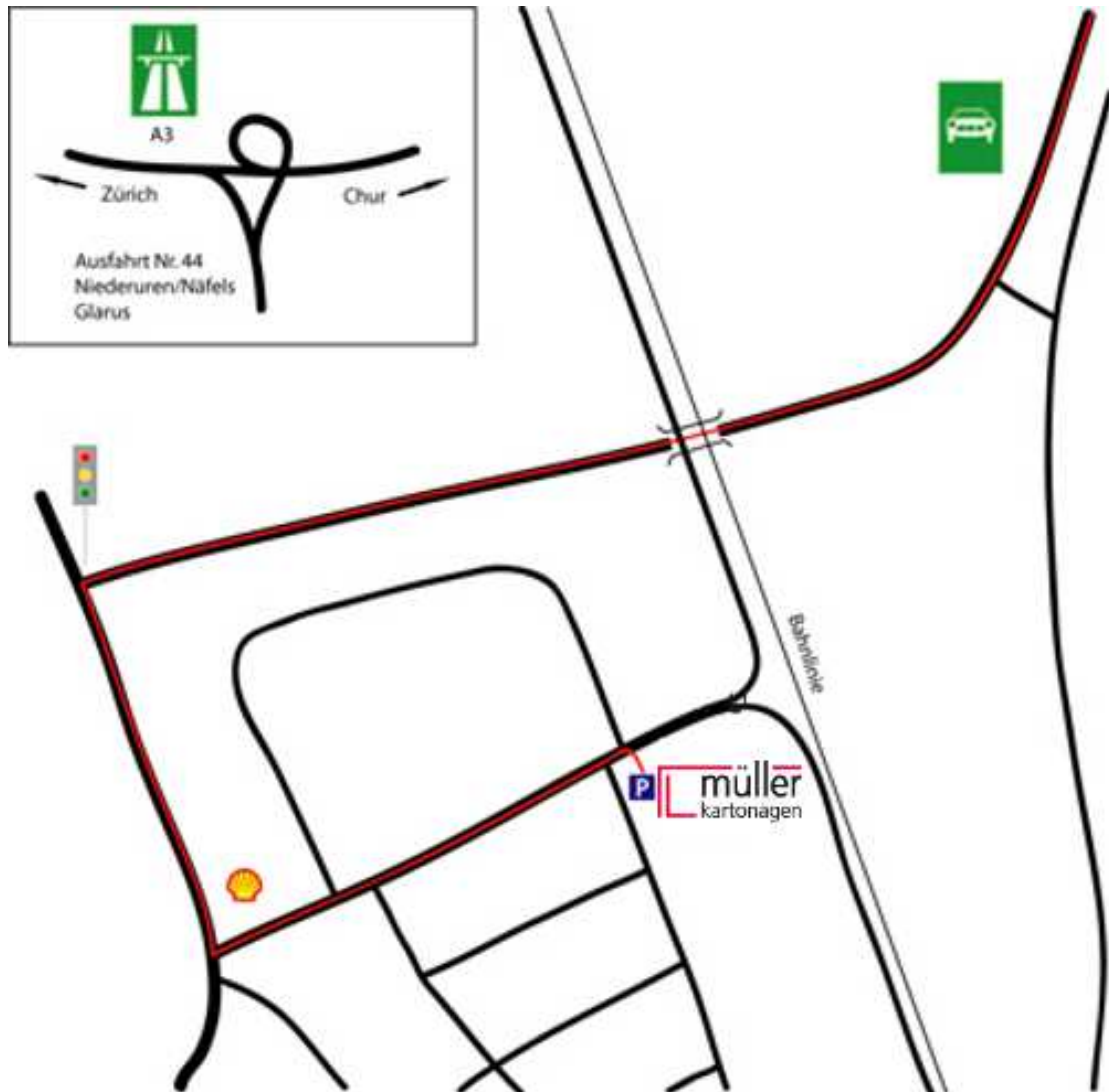 A3
Zürich
Chur
Ausfahrt Nr. 44
Niederuren/Näfels
Glarus
Bahnlinie
P
müller
kartonagen